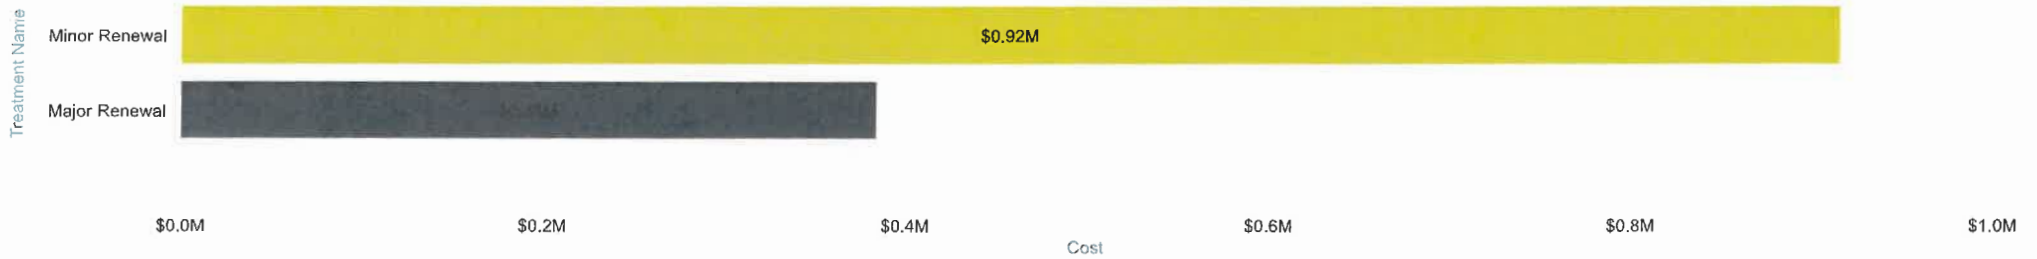 Treatment Name
Minor Renewal
$0.92M
Major Renewal
$0.0M
$0.2M
$0.4M
$0.6M
$0.8M
$1.0M
Cost